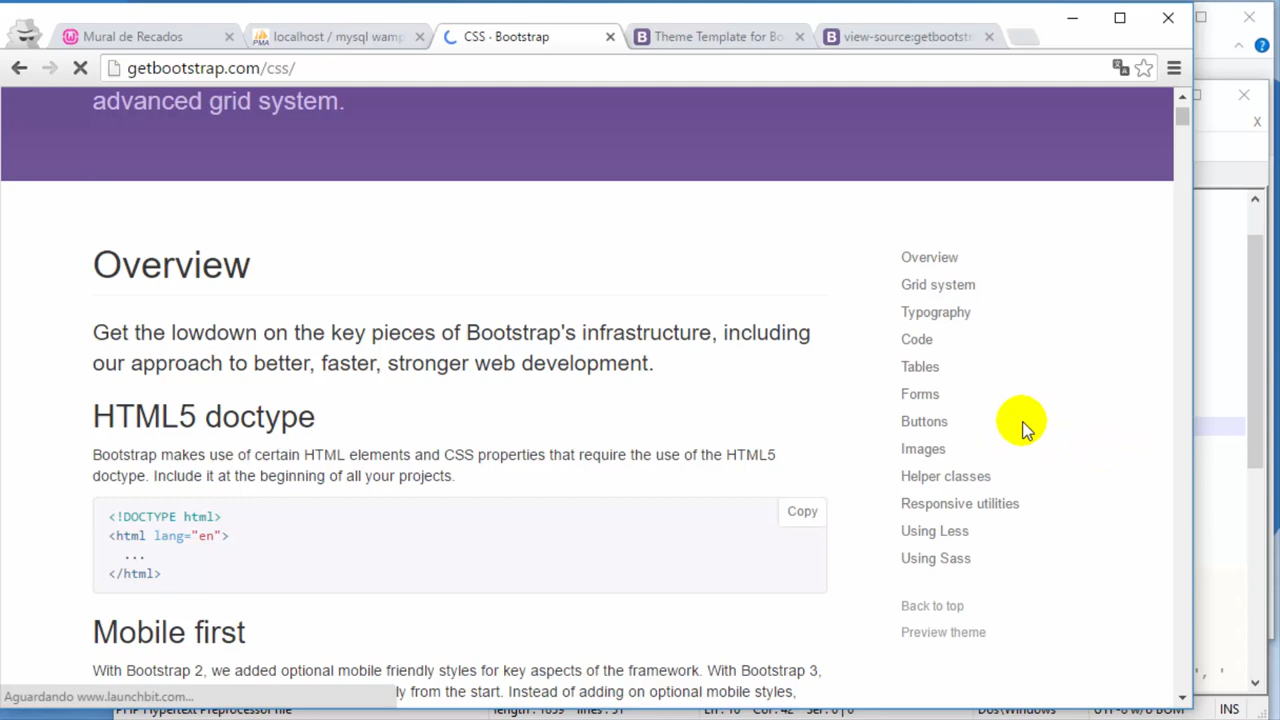 Mural de Recados
localhost / mysql wamp
CSS · Bootstrap
Theme Template for Bo
view-source:getbootstr
getbootstrap.com/css/
advanced grid system.
Overview
Get the lowdown on the key pieces of Bootstrap's infrastructure, including
our approach to better, faster, stronger web development.
HTML5 doctype
Bootstrap makes use of certain HTML elements and CSS properties that require the use of the HTML5
doctype. Include it at the beginning of all your projects.
Copy
<!DOCTYPE html>
<html lang="en">
...
</html>
Mobile first
With Bootstrap 2, we added optional mobile friendly styles for key aspects of the framework. With Bootstrap 3,
ly from the start. Instead of adding on optional mobile styles,
Overview
Grid system
Typography
Code
Tables
Forms
Buttons
Images
Helper classes
Responsive utilities
Using Less
Using Sass
Back to top
Preview theme
Aguardando www.launchbit.com...
X
INS